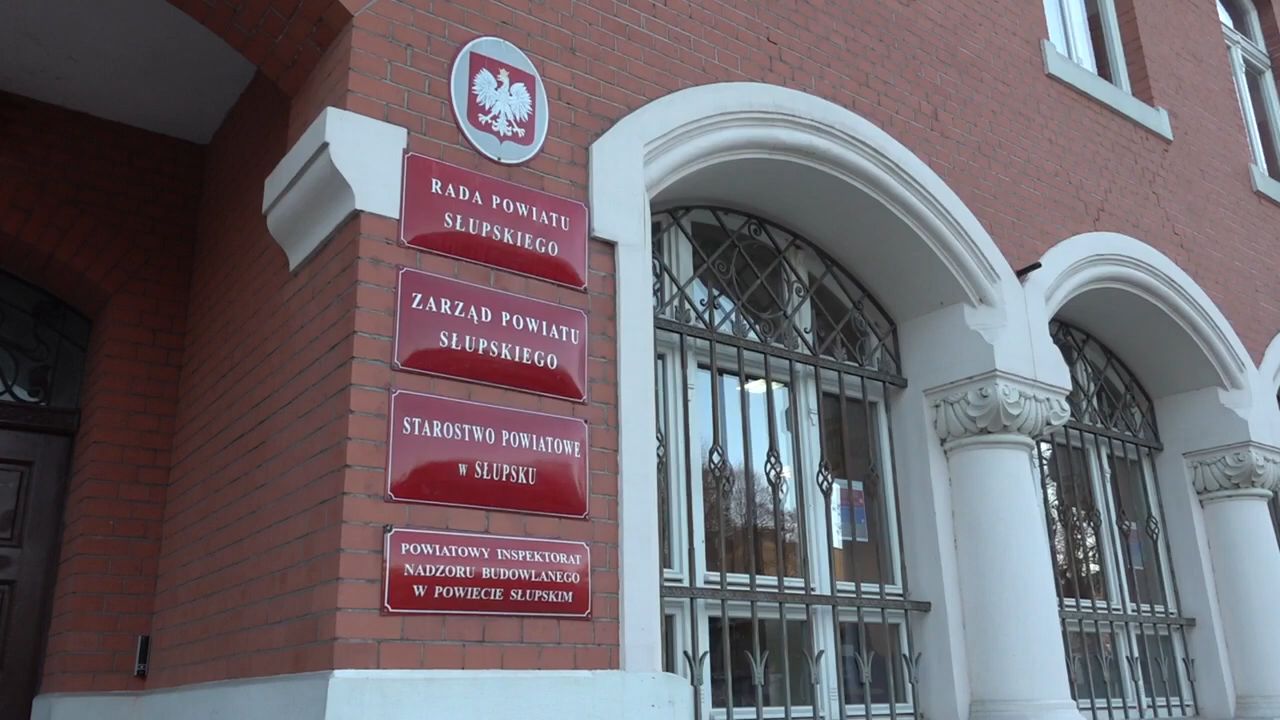 RADA POWIATU
SŁUPSKIEGO
ZARZĄD POWIATU
SŁUPSKIEGO
STAROSTWO POWIATOWE
w SŁUPSKU
POWIATOWY INSPEKTORAT
NADZORU BUDOWLANEGO
W POWIECIE SŁUPSKIM